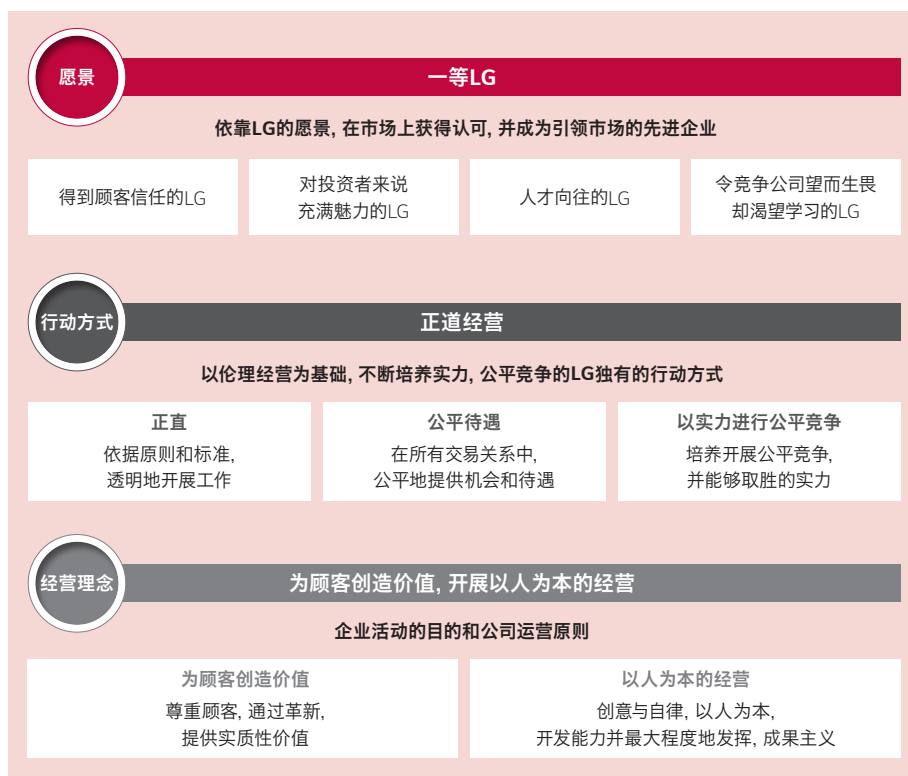 愿景
一等LG
依靠LG的愿景, 在市场上获得认可, 并成为引领市场的先进企业
得到顾客信任的LG
对投资者来说
充满魅力的LG
人才向往的LG
令竞争公司望而生畏
却渴望学习的LG
行动方式
正道经营
以伦理经营为基础, 不断培养实力, 公平竞争的LG独有的行动方式
正直
依据原则和标准,
透明地开展工作
公平待遇
在所有交易关系中,
公平地提供机会和待遇
以实力进行公平竞争
培养开展公平竞争,
并能够取胜的实力
经营理念
为顾客创造价值, 开展以人为本的经营
企业活动的目的和公司运营原则
为顾客创造价值
尊重顾客, 通过革新,
提供实质性价值
以人为本的经营
创意与自律, 以人为本,
开发能力并最大程度地发挥, 成果主义